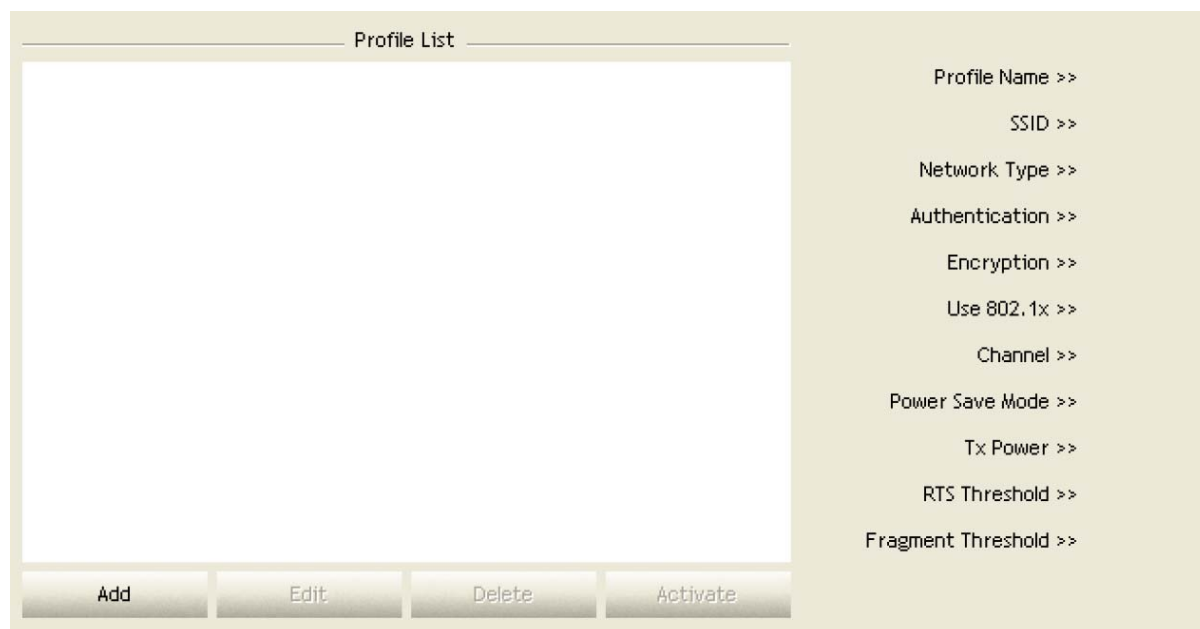 Profile List
Profile Name >>
SSID >>
Network Type >>
Authentication >>
Encryption >>
Use 802.1x >>
Channel >>
Power Save Mode >>
Tx Power >>
RTS Threshold >>
Fragment Threshold >>
Add Edit Delete Activate